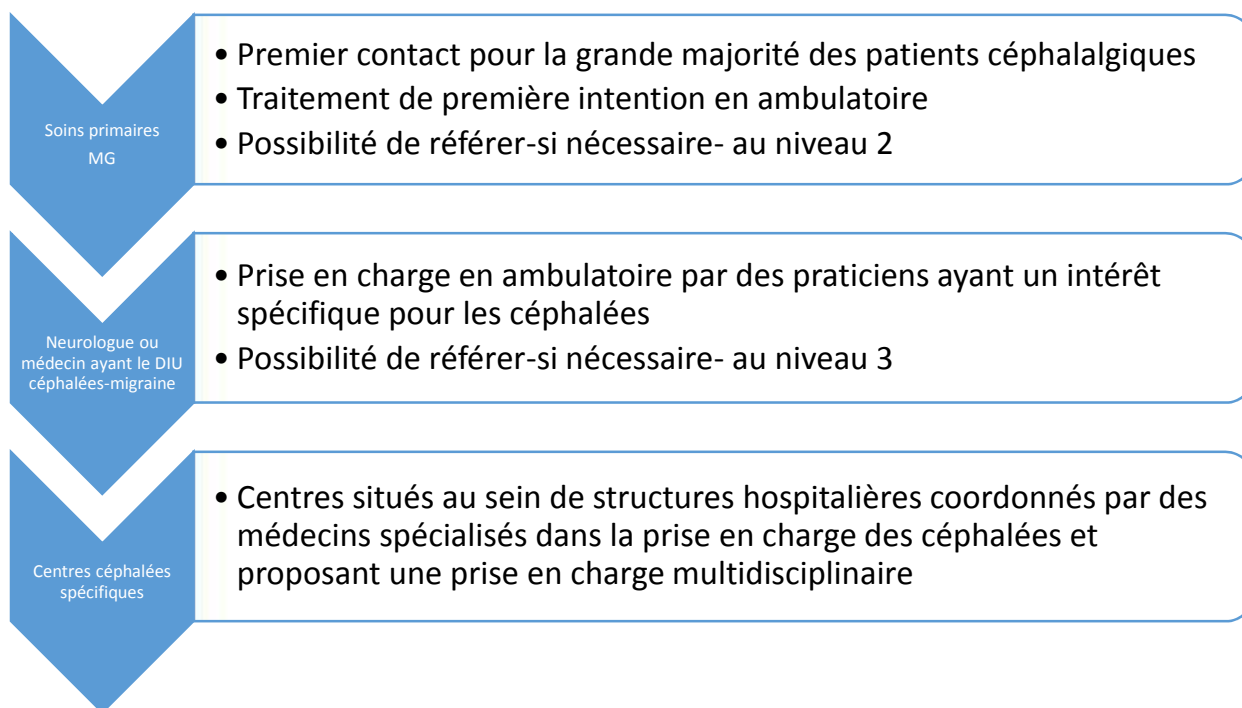 Soins primaires
MG
• Premier contact pour la grande majorité des patients céphalalgiques
• Traitement de première intention en ambulatoire
• Possibilité de référer-si nécessaire- au niveau 2
Neurologue ou
médecin ayant le DIU
céphalées-migraine
• Prise en charge en ambulatoire par des praticiens ayant un intérêt
spécifique pour les céphalées
• Possibilité de référer-si nécessaire- au niveau 3
Centres céphalées
spécifiques
• Centres situés au sein de structures hospitalières coordonnés par des
médecins spécialisés dans la prise en charge des céphalées et
proposant une prise en charge multidisciplinaire